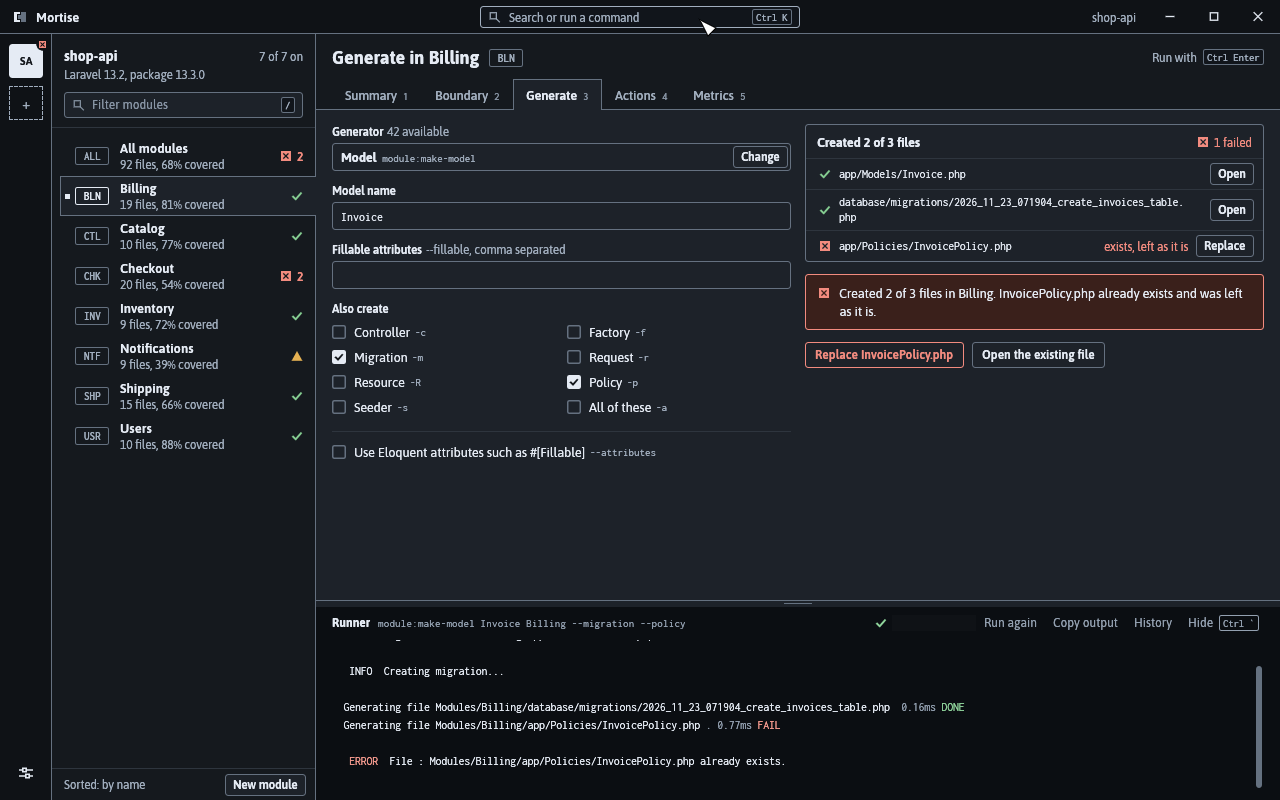 Mortise
Search or run a command
Ctrl K
shop-api
SA
+
shop-api
7 of 7 on
Laravel 13.2, package 13.3.0
Filter modules
/
ALL
All modules
92 files, 68% covered
2
BLN
Billing
19 files, 81% covered
CTL
Catalog
10 files, 77% covered
CHK
Checkout
20 files, 54% covered
2
INV
Inventory
9 files, 72% covered
NTF
Notifications
9 files, 39% covered
SHP
Shipping
15 files, 66% covered
USR
Users
10 files, 88% covered
Sorted: by name
New module
Generate in Billing
BLN
Run with
Ctrl Enter
Summary 1
Boundary 2
Generate 3
Actions 4
Metrics 5
Generator 42 available
Model module:make-model
Change
Model name
Invoice
Fillable attributes --fillable, comma separated
Also create
Controller -c
Factory -f
Migration -m
Request -r
Resource -R
Policy -p
Seeder -s
All of these -a
Use Eloquent attributes such as #[Fillable] --attributes
Created 2 of 3 files
1 failed
app/Models/Invoice.php
Open
database/migrations/2026_11_23_071904_create_invoices_table.
php
Open
app/Policies/InvoicePolicy.php
exists, left as it is
Replace
Created 2 of 3 files in Billing. InvoicePolicy.php already exists and was left
as it is.
Replace InvoicePolicy.php
Open the existing file
Runner
module:make-model Invoice Billing --migration --policy
Run again
Copy output
History
Hide
Ctrl `
INFO Creating migration...
Generating file Modules/Billing/database/migrations/2026_11_23_071904_create_invoices_table.php 0.16ms DONE
Generating file Modules/Billing/app/Policies/InvoicePolicy.php . 0.77ms FAIL
ERROR File : Modules/Billing/app/Policies/InvoicePolicy.php already exists.